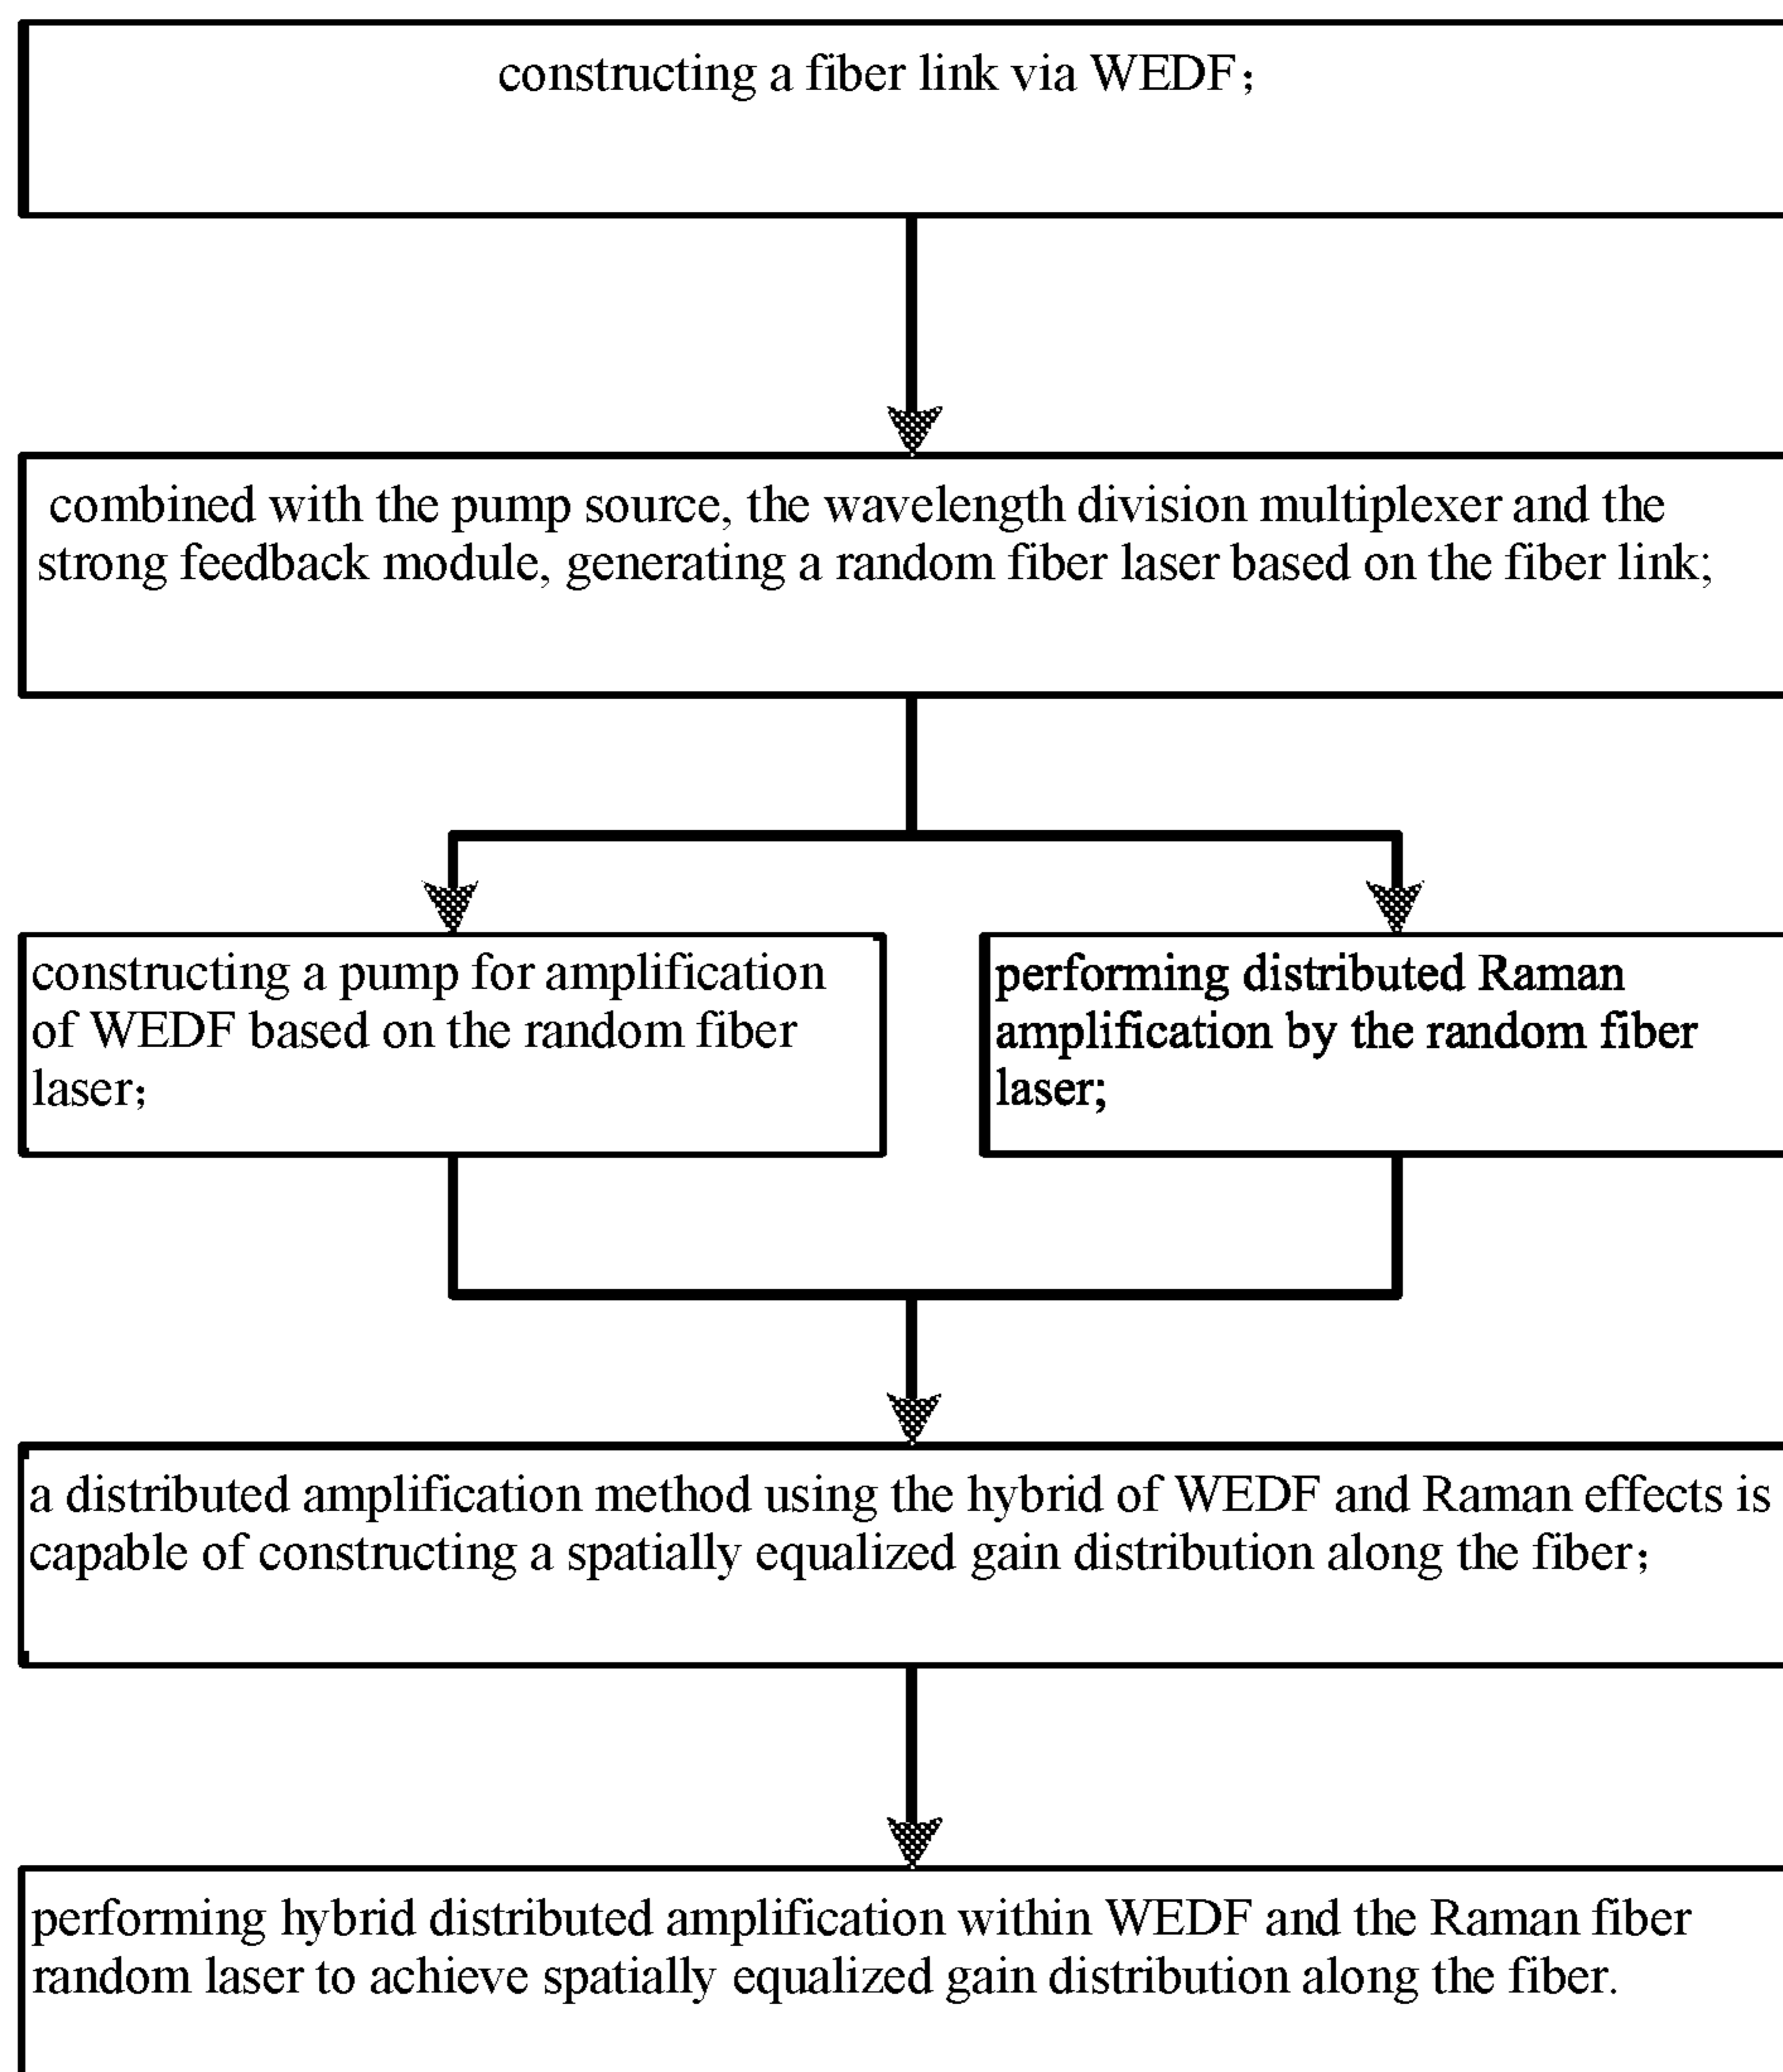 constructing a fiber link via WEDF；
combined with the pump source, the wavelength division multiplexer and the
strong feedback module, generating a random fiber laser based on the fiber link;
constructing a pump for amplification
of WEDF based on the random fiber
laser；
performing distributed Raman
amplification by the random fiber
laser;
a distributed amplification method using the hybrid of WEDF and Raman effects is
capable of constructing a spatially equalized gain distribution along the fiber；
performing hybrid distributed amplification within WEDF and the Raman fiber
random laser to achieve spatially equalized gain distribution along the fiber.